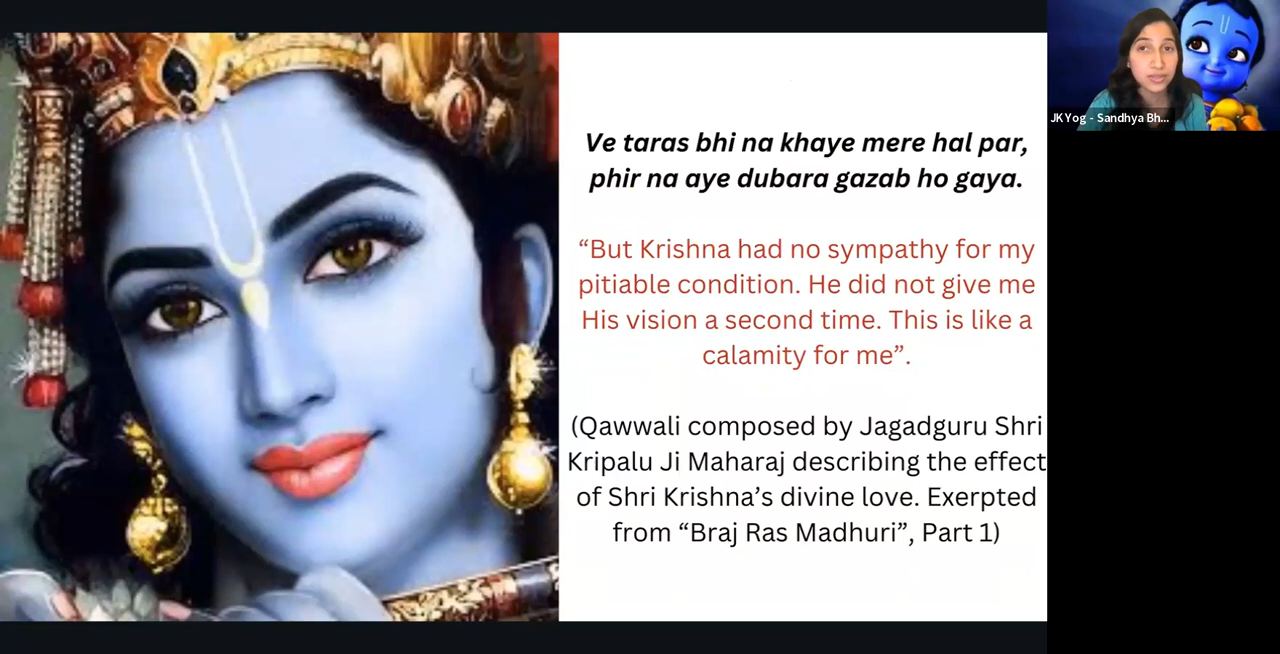 Ve taras bhi na khaye mere hal par,
phir na aye dubara gazab ho gaya.
“But Krishna had no sympathy for my
pitiable condition. He did not give me
His vision a second time. This is like a
calamity for me”.
(Qawwali composed by Jagadguru Shri
Kripalu Ji Maharaj describing the effect
of Shri Krishna’s divine love. Exerpted
from “Braj Ras Madhuri”, Part 1)
JKYog - Sandhya Bh...